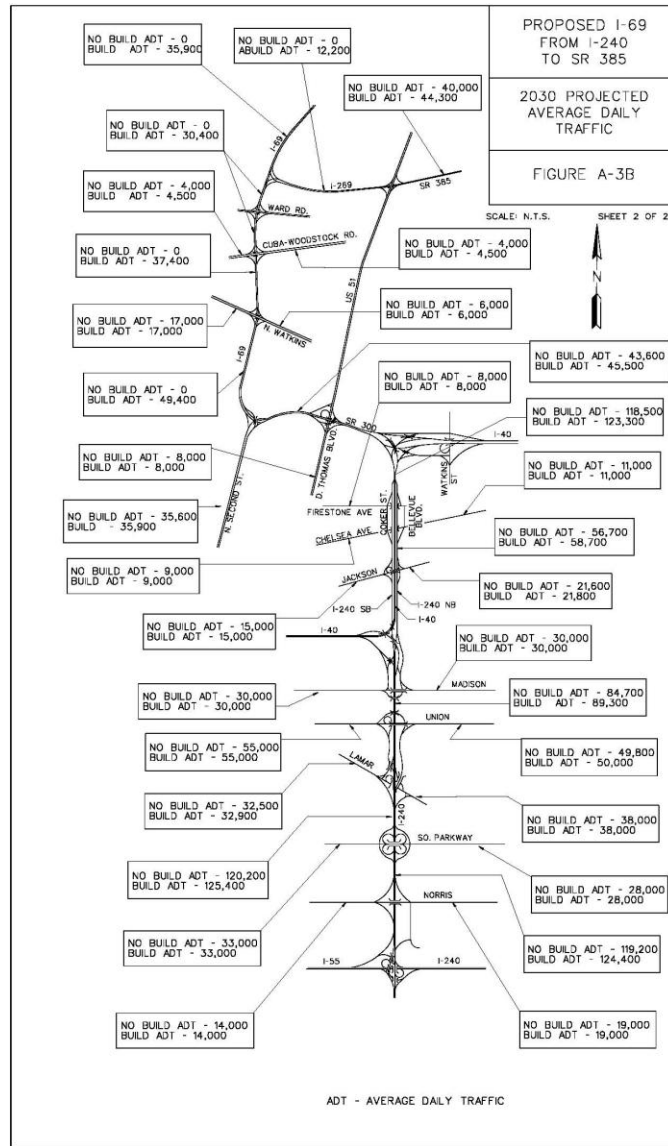 PROPOSED I-69
FROM I-240
TO SR 385
2030 PROJECTED
AVERAGE DAILY
TRAFFIC
FIGURE A-3B
SCALE: N.T.S.
SHEET 2 OF 2
N
NO BUILD ADT - 0
BUILD ADT - 35,900
NO BUILD ADT - 0
ABUILD ADT - 12,200
NO BUILD ADT - 40,000
BUILD ADT - 44,300
NO BUILD ADT - 0
BUILD ADT - 30,400
I-69
I-269
SR 385
NO BUILD ADT - 4,000
BUILD ADT - 4,500
WARD RD.
CUBA-WOODSTOCK RD.
NO BUILD ADT - 4,000
BUILD ADT - 4,500
NO BUILD ADT - 0
BUILD ADT - 37,400
US 51
NO BUILD ADT - 17,000
BUILD ADT - 17,000
NO BUILD ADT - 6,000
BUILD ADT - 6,000
N. WATKINS
I-69
NO BUILD ADT - 43,600
BUILD ADT - 45,500
NO BUILD ADT - 0
BUILD ADT - 49,400
NO BUILD ADT - 8,000
BUILD ADT - 8,000
NO BUILD ADT - 118,500
BUILD ADT - 123,300
SR 300
I-40
NO BUILD ADT - 8,000
BUILD ADT - 8,000
D. THOMAS BLVD.
WATKINS
ST
NO BUILD ADT - 11,000
BUILD ADT - 11,000
N. SECOND ST.
NO BUILD ADT - 35,600
BUILD  - 35,900
FIRESTONE AVE
COKER ST.
BELLEVUE
BLVD.
CHELSEA AVE
NO BUILD ADT - 56,700
BUILD ADT - 58,700
NO BUILD ADT - 9,000
BUILD ADT - 9,000
JACKSON
NO BUILD ADT - 21,600
BUILD ADT - 21,800
I-240 SB
I-240 NB
I-40
NO BUILD ADT - 15,000
BUILD ADT - 15,000
I-40
NO BUILD ADT - 30,000
BUILD ADT - 30,000
MADISON
NO BUILD ADT - 30,000
BUILD ADT - 30,000
NO BUILD ADT - 84,700
BUILD ADT - 89,300
UNION
NO BUILD ADT - 55,000
BUILD ADT - 55,000
NO BUILD ADT - 49,800
BUILD ADT - 50,000
LAMAR
NO BUILD ADT - 32,500
BUILD ADT - 32,900
NO BUILD ADT - 38,000
BUILD ADT - 38,000
I-240
SO. PARKWAY
NO BUILD ADT - 120,200
BUILD ADT - 125,400
NO BUILD ADT - 28,000
BUILD ADT - 28,000
NORRIS
NO BUILD ADT - 33,000
BUILD ADT - 33,000
NO BUILD ADT - 119,200
BUILD ADT - 124,400
I-55
I-240
NO BUILD ADT - 14,000
BUILD ADT - 14,000
NO BUILD ADT - 19,000
BUILD ADT - 19,000
ADT - AVERAGE DAILY TRAFFIC